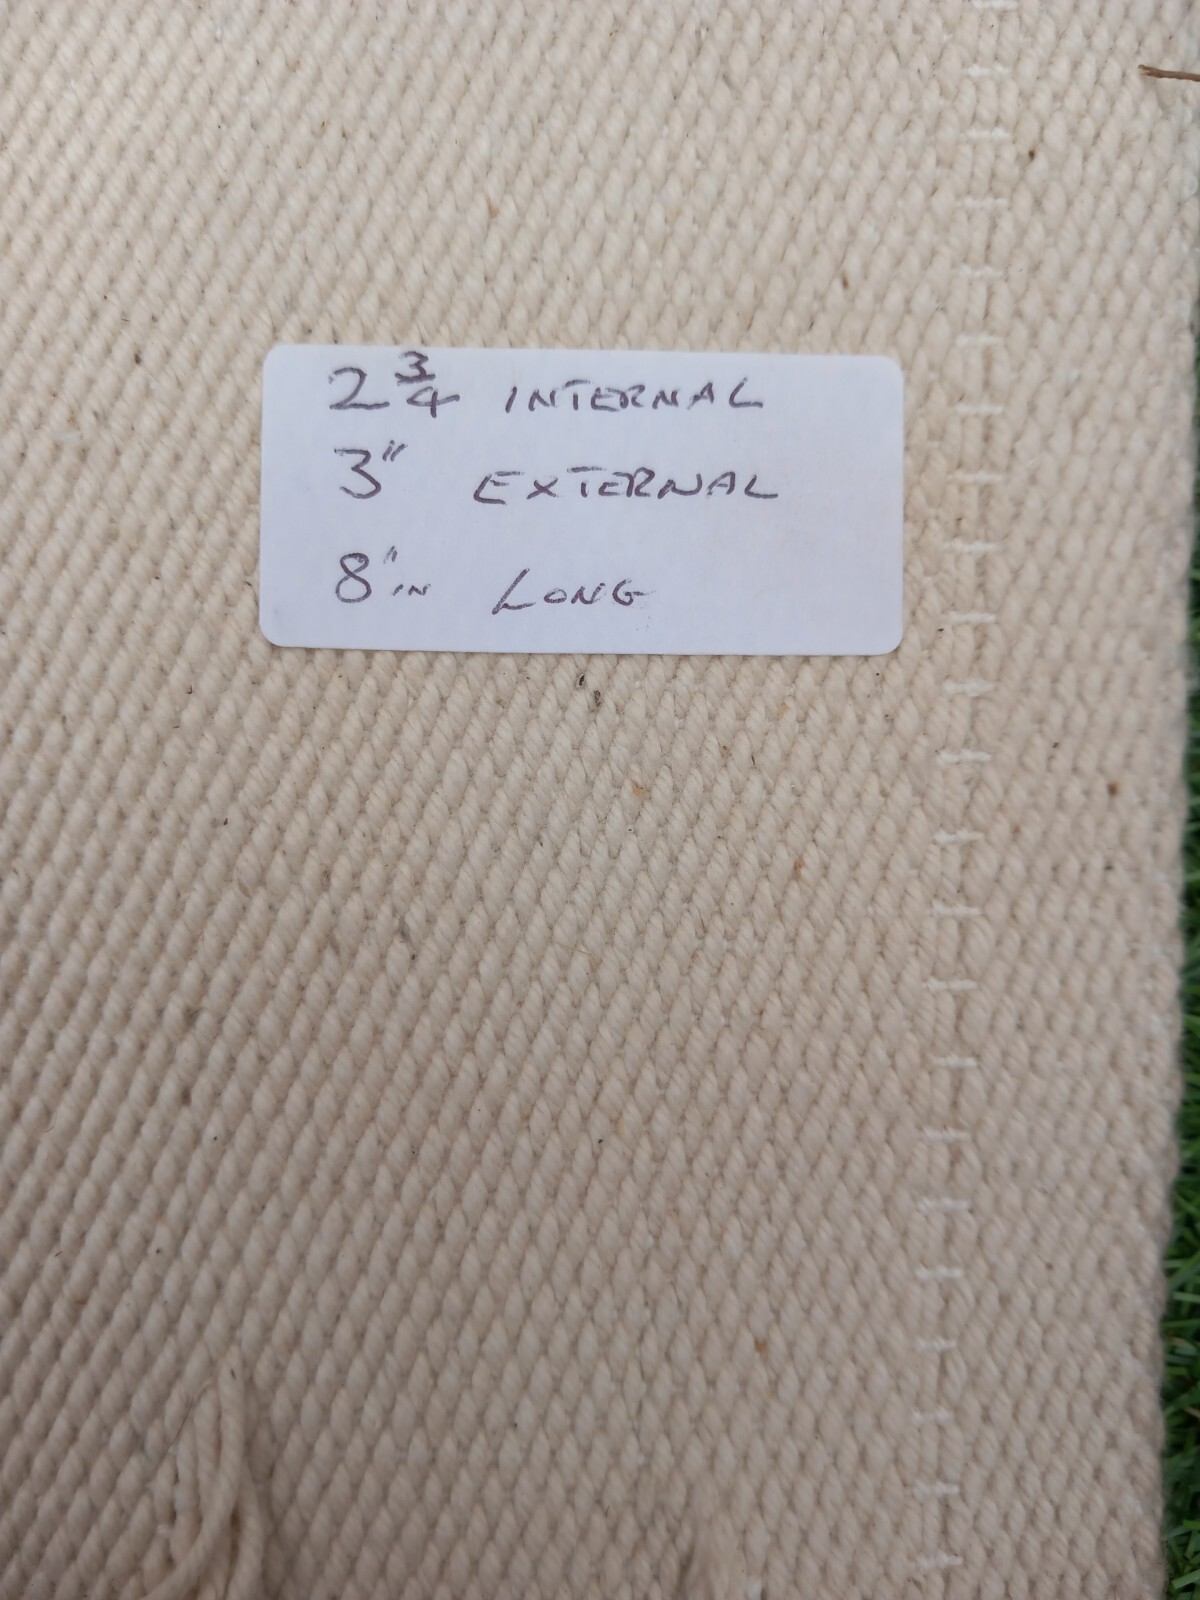 2 3/4 INTERNAL
3" EXTERNAL
8" IN LONG